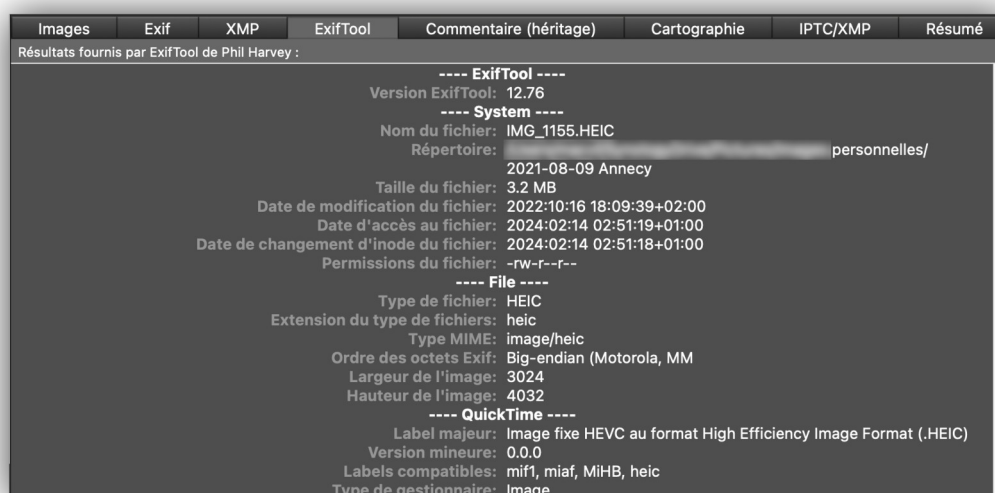 Images Exif XMP ExifTool Commentaire (héritage) Cartographie IPTC/XMP Résumé
Résultats fournis par ExifTool de Phil Harvey :
---- ExifTool ----
Version ExifTool: 12.76
---- System ----
Nom du fichier: IMG_1155.HEIC
Répertoire: personnelles/
2021-08-09 Annecy
Taille du fichier: 3.2 MB
Date de modification du fichier: 2022:10:16 18:09:39+02:00
Date d'accès au fichier: 2024:02:14 02:51:19+01:00
Date de changement d'inode du fichier: 2024:02:14 02:51:18+01:00
Permissions du fichier: -rw-r--r--
---- File ----
Type de fichier: HEIC
Extension du type de fichiers: heic
Type MIME: image/heic
Ordre des octets Exif: Big-endian (Motorola, MM
Largeur de l'image: 3024
Hauteur de l'image: 4032
---- QuickTime ----
Label majeur: Image fixe HEVC au format High Efficiency Image Format (.HEIC)
Version mineure: 0.0.0
Labels compatibles: mif1, miaf, MiHB, heic
Type de gestionnaire: Image